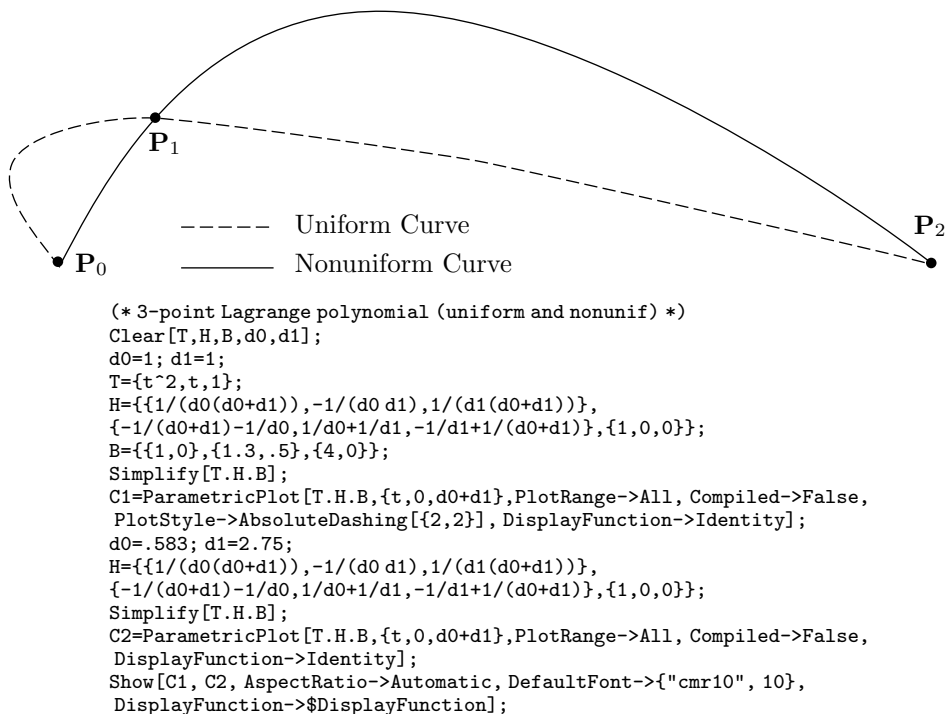 P1
P2
Uniform Curve
P0
Nonuniform Curve
(* 3-point Lagrange polynomial (uniform and nonunif) *)
Clear[T,H,B,d0,d1];
d0=1; d1=1;
T={t^2,t,1};
H={{1/(d0(d0+d1)),-1/(d0 d1),1/(d1(d0+d1))},
{-1/(d0+d1)-1/d0,1/d0+1/d1,-1/d1+1/(d0+d1)},{1,0,0}};
B={{1,0},{1.3,.5},{4,0}};
Simplify[T.H.B];
C1=ParametricPlot[T.H.B,{t,0,d0+d1},PlotRange->All, Compiled->False,
PlotStyle->AbsoluteDashing[{2,2}], DisplayFunction->Identity];
d0=.583; d1=2.75;
H={{1/(d0(d0+d1)),-1/(d0 d1),1/(d1(d0+d1))},
{-1/(d0+d1)-1/d0,1/d0+1/d1,-1/d1+1/(d0+d1)},{1,0,0}};
Simplify[T.H.B];
C2=ParametricPlot[T.H.B,{t,0,d0+d1},PlotRange->All, Compiled->False,
DisplayFunction->Identity];
Show[C1, C2, AspectRatio->Automatic, DefaultFont->{"cmr10", 10},
DisplayFunction->$DisplayFunction];